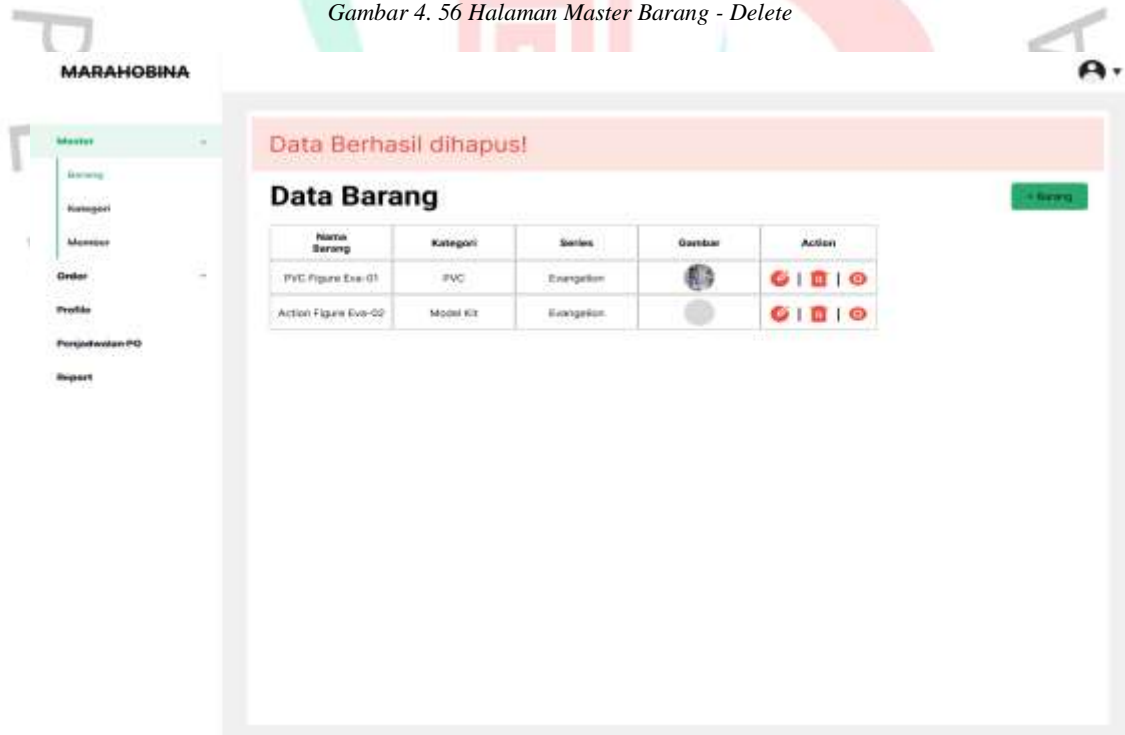 Gambar 4. 56 Halaman Master Barang - Delete
MARAHOBINA
Master
Barang
Kategori
Member
Order
Profile
Penjadwalan PO
Report
Data Berhasil dihapus!
Data Barang
+ Barang
Nama Barang Kategori Series Gambar Action
PVC Figure Eva-01 PVC Evangelion | |
Action Figure Eva-02 Model Kit Evangelion | |